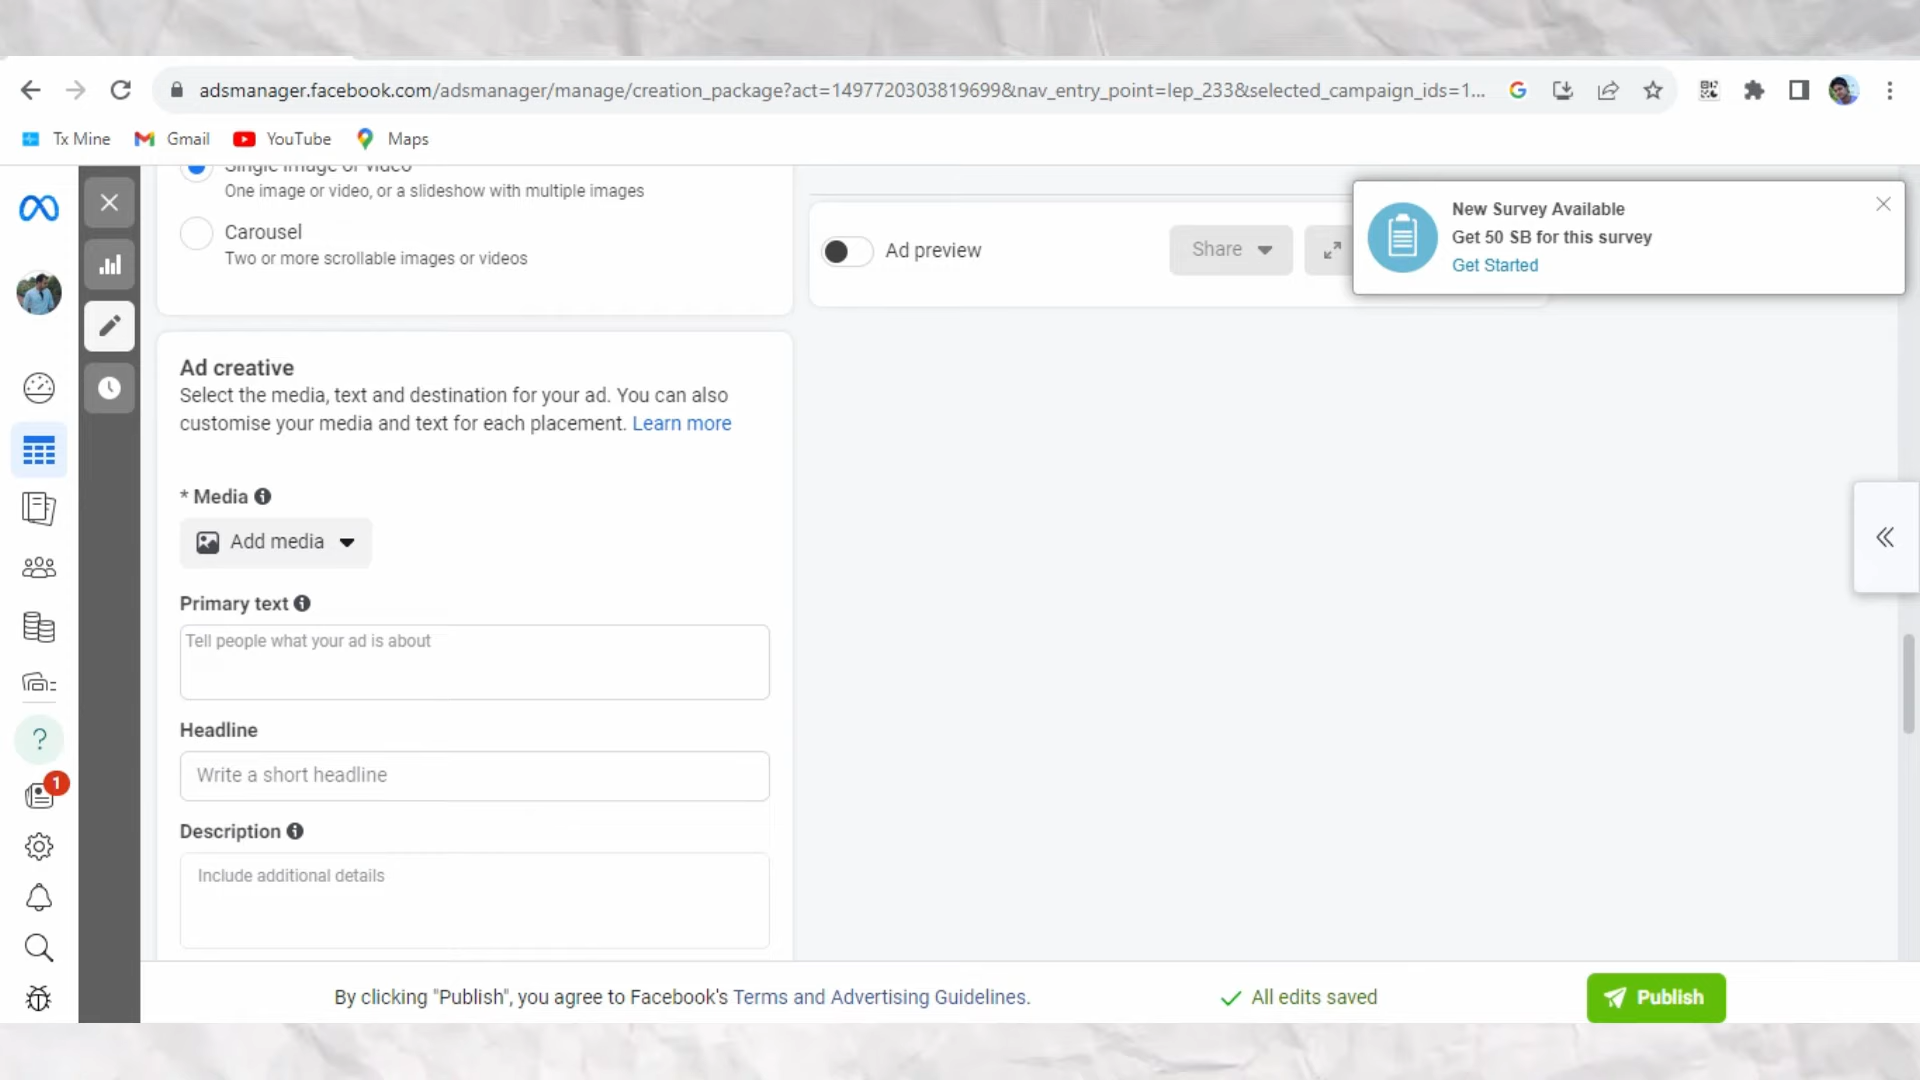 adsmanager.facebook.com/adsmanager/manage/creation_package?act=1497720303819699&nav_entry_point=lep_233&selected_campaign_ids=1...
Tx Mine
Gmail
YouTube
Maps
Single image or video
One image or video, or a slideshow with multiple images
Carousel
Two or more scrollable images or videos
Ad preview
Share
New Survey Available
Get 50 SB for this survey
Get Started
Ad creative
Select the media, text and destination for your ad. You can also
customise your media and text for each placement. Learn more
* Media
Add media
Primary text
Tell people what your ad is about
Headline
Write a short headline
Description
Include additional details
1
By clicking "Publish", you agree to Facebook's Terms and Advertising Guidelines.
All edits saved
Publish